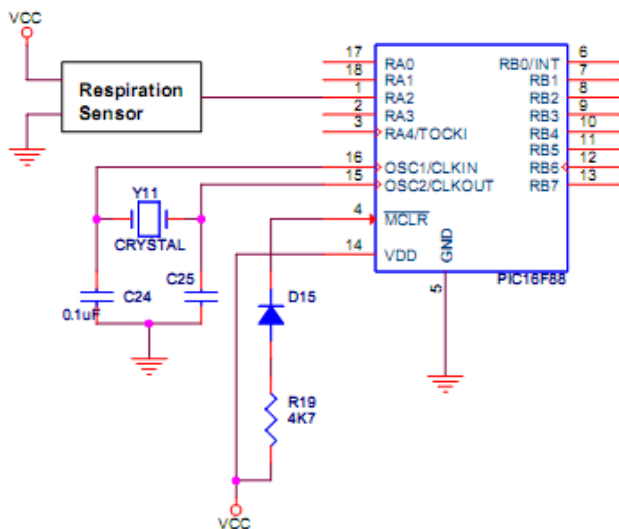 VCC
Respiration
Sensor
17 RA0
18 RA1
1 RA2
2 RA3
3 RA4/TOCKI
16 OSC1/CLKIN
15 OSC2/CLKOUT
4 MCLR
14 VDD
RB0/INT 6
RB1 7
RB2 8
RB3 9
RB4 10
RB5 11
RB6 12
RB7 13
GND
5
PIC16F88
Y11
CRYSTAL
C24
0.1uF
C25
D15
R19
4K7
VCC